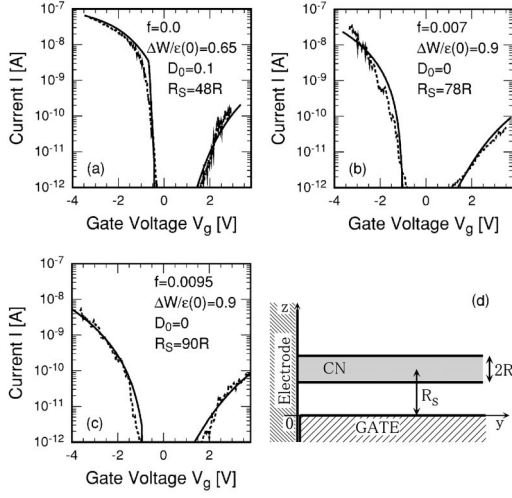 f=0.0
ΔW/ε(0)=0.65
D₀=0.1
R_S=48R
(a)
Current I [A]
10⁻⁷
10⁻⁸
10⁻⁹
10⁻¹⁰
10⁻¹¹
10⁻¹²
-4 -2 0 2
Gate Voltage V_g [V]
f=0.007
ΔW/ε(0)=0.9
D₀=0
R_S=78R
(b)
Current I [A]
10⁻⁷
10⁻⁸
10⁻⁹
10⁻¹⁰
10⁻¹¹
10⁻¹²
-4 -2 0 2
Gate Voltage V_g [V]
f=0.0095
ΔW/ε(0)=0.9
D₀=0
R_S=90R
(c)
Current I [A]
10⁻⁷
10⁻⁸
10⁻⁹
10⁻¹⁰
10⁻¹¹
10⁻¹²
-4 -2 0 2 4
Gate Voltage V_g [V]
(d)
z
Electrode
CN
2R
R_S
0
y
GATE